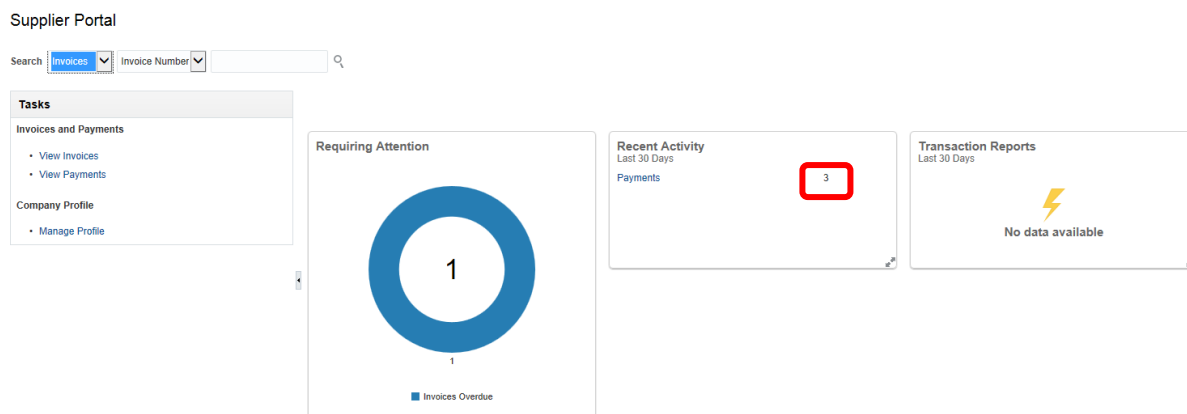 Supplier Portal
Search Invoices Invoice Number
Tasks
Invoices and Payments
• View Invoices
• View Payments
Company Profile
• Manage Profile
Requiring Attention
1
1
Invoices Overdue
Recent Activity
Last 30 Days
Payments 3
Transaction Reports
Last 30 Days
No data available